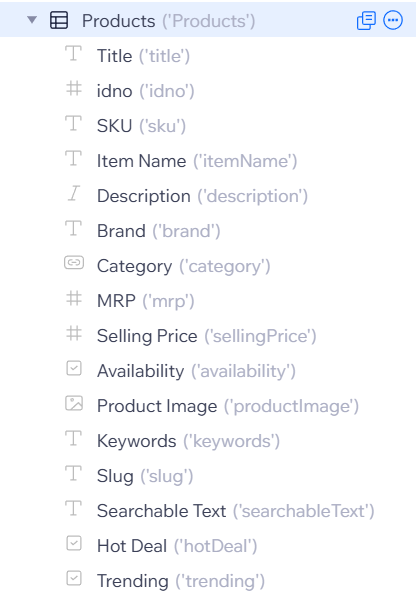 Products ('Products')
Title ('title')
idno ('idno')
SKU ('sku')
Item Name ('itemName')
Description ('description')
Brand ('brand')
Category ('category')
MRP ('mrp')
Selling Price ('sellingPrice')
Availability ('availability')
Product Image ('productImage')
Keywords ('keywords')
Slug ('slug')
Searchable Text ('searchableText')
Hot Deal ('hotDeal')
Trending ('trending')